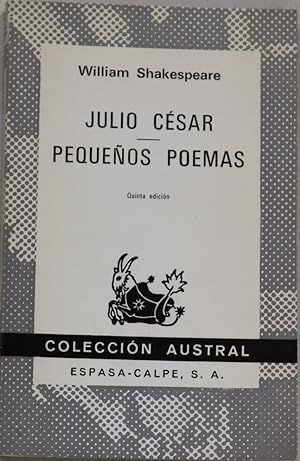 William Shakespeare
JULIO CÉSAR
PEQUEÑOS POEMAS
Quinta edición
COLECCIÓN AUSTRAL
ESPASA-CALPE, S. A.